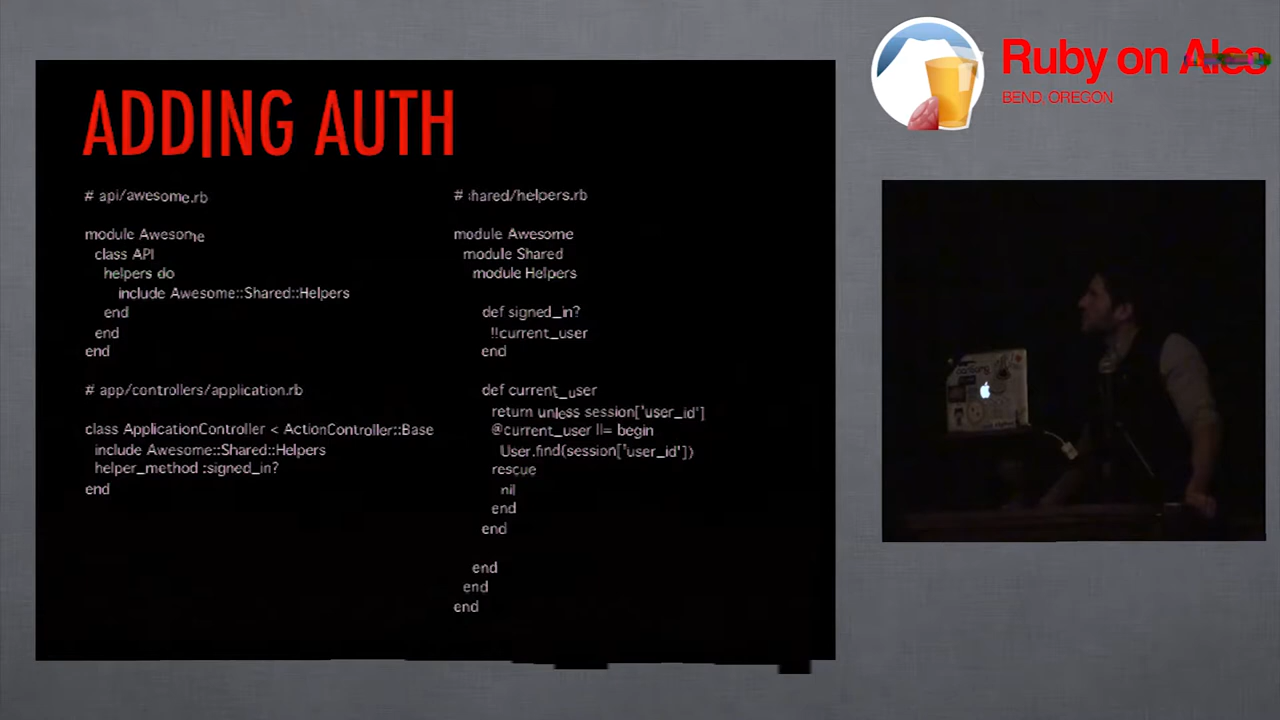 ADDING AUTH
# api/awesome.rb
module Awesome
class API
helpers do
include Awesome::Shared::Helpers
end
end
end
# app/controllers/application.rb
class ApplicationController < ActionController::Base
include Awesome::Shared::Helpers
helper_method :signed_in?
end
# shared/helpers.rb
module Awesome
module Shared
module Helpers
def signed_in?
!!current_user
end
def current_user
return unless session['user_id']
@current_user ||= begin
User.find(session['user_id'])
rescue
nil
end
end
end
end
end
Ruby on Ales
BEND, OREGON